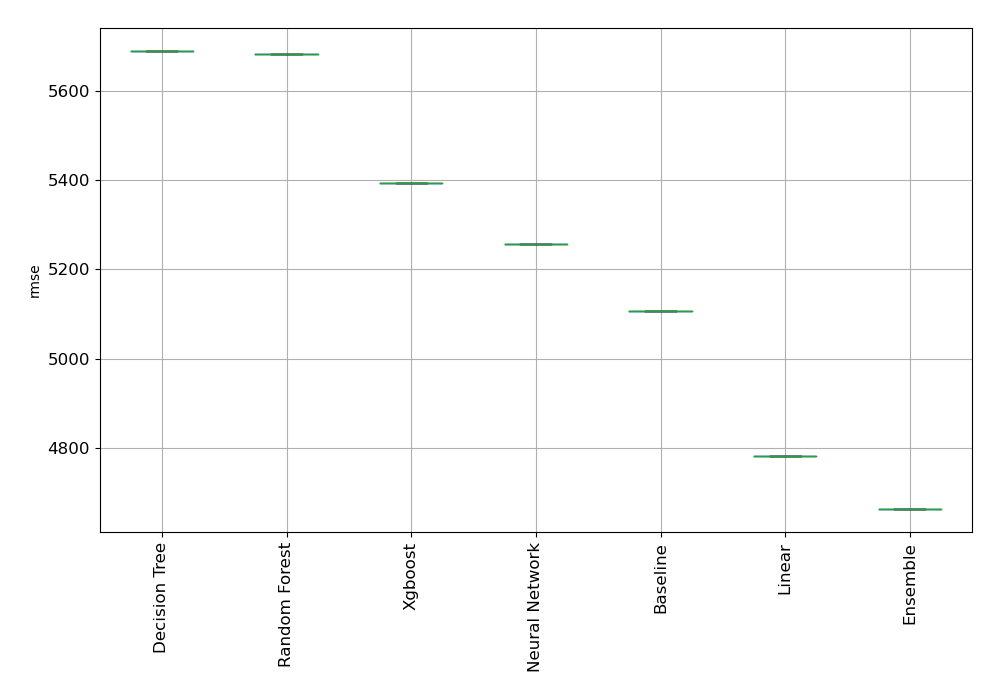 5600
5400
5200
5000
4800
rmse
Decision Tree
Random Forest
Xgboost
Neural Network
Baseline
Linear
Ensemble